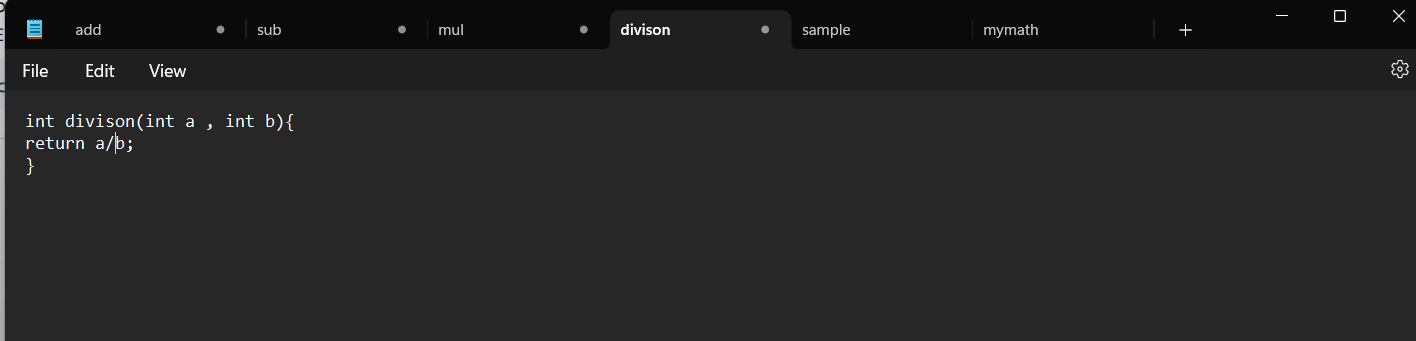 add sub mul divison sample mymath
File Edit View
int divison(int a , int b){
return a/b;
}